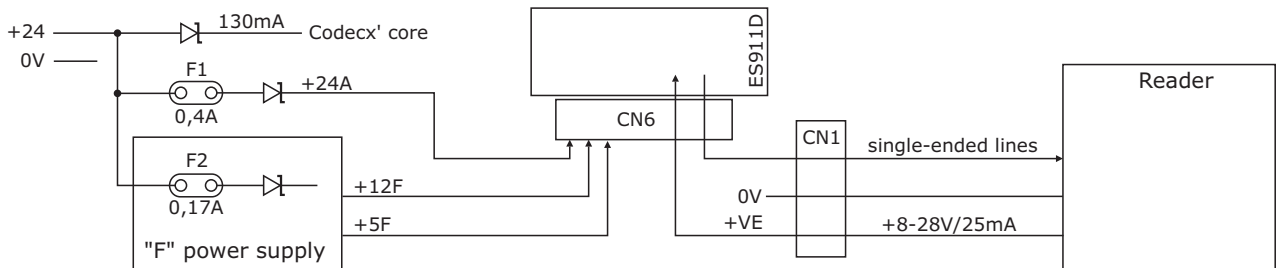 +24
130mA
Codecx' core
0V
F1
+24A
0,4A
F2
0,17A
+12F
+5F
"F" power supply
ES911D
CN6
CN1
single-ended lines
0V
+VE
+8-28V/25mA
Reader